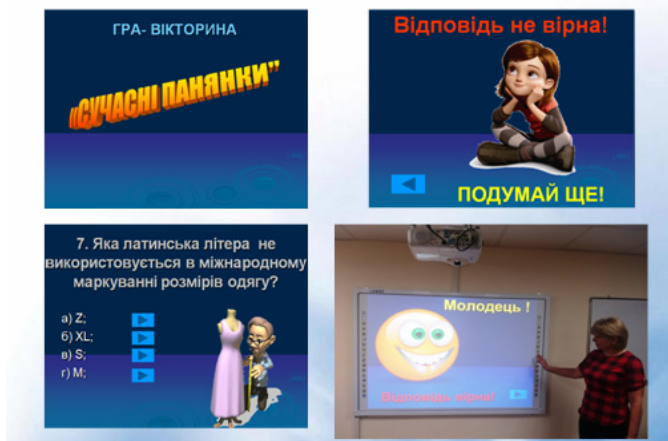 ГРА- ВІКТОРИНА
“СУЧАСНІ ПАНЯНКИ”
Відповідь не вірна!
ПОДУМАЙ ЩЕ!
7. Яка латинська літера не
використовується в міжнародному
маркуванні розмірів одягу?
а) Z;
б) XL;
в) S;
г) M;
Молодець !
Відповідь вірна!